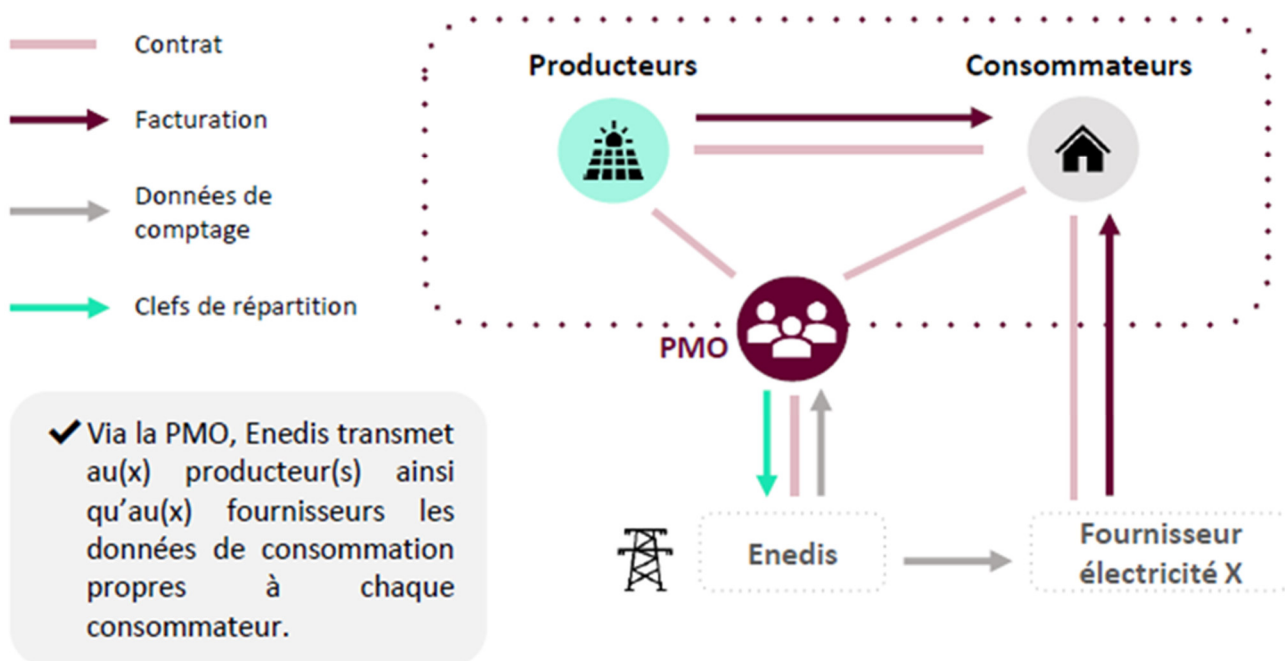 Contrat
Facturation
Données de
comptage
Clefs de répartition
Producteurs
Consommateurs
PMO
Enedis
Fournisseur
électricité X
✔ Via la PMO, Enedis transmet
au(x) producteur(s) ainsi
qu’au(x) fournisseurs les
données de consommation
propres à chaque
consommateur.